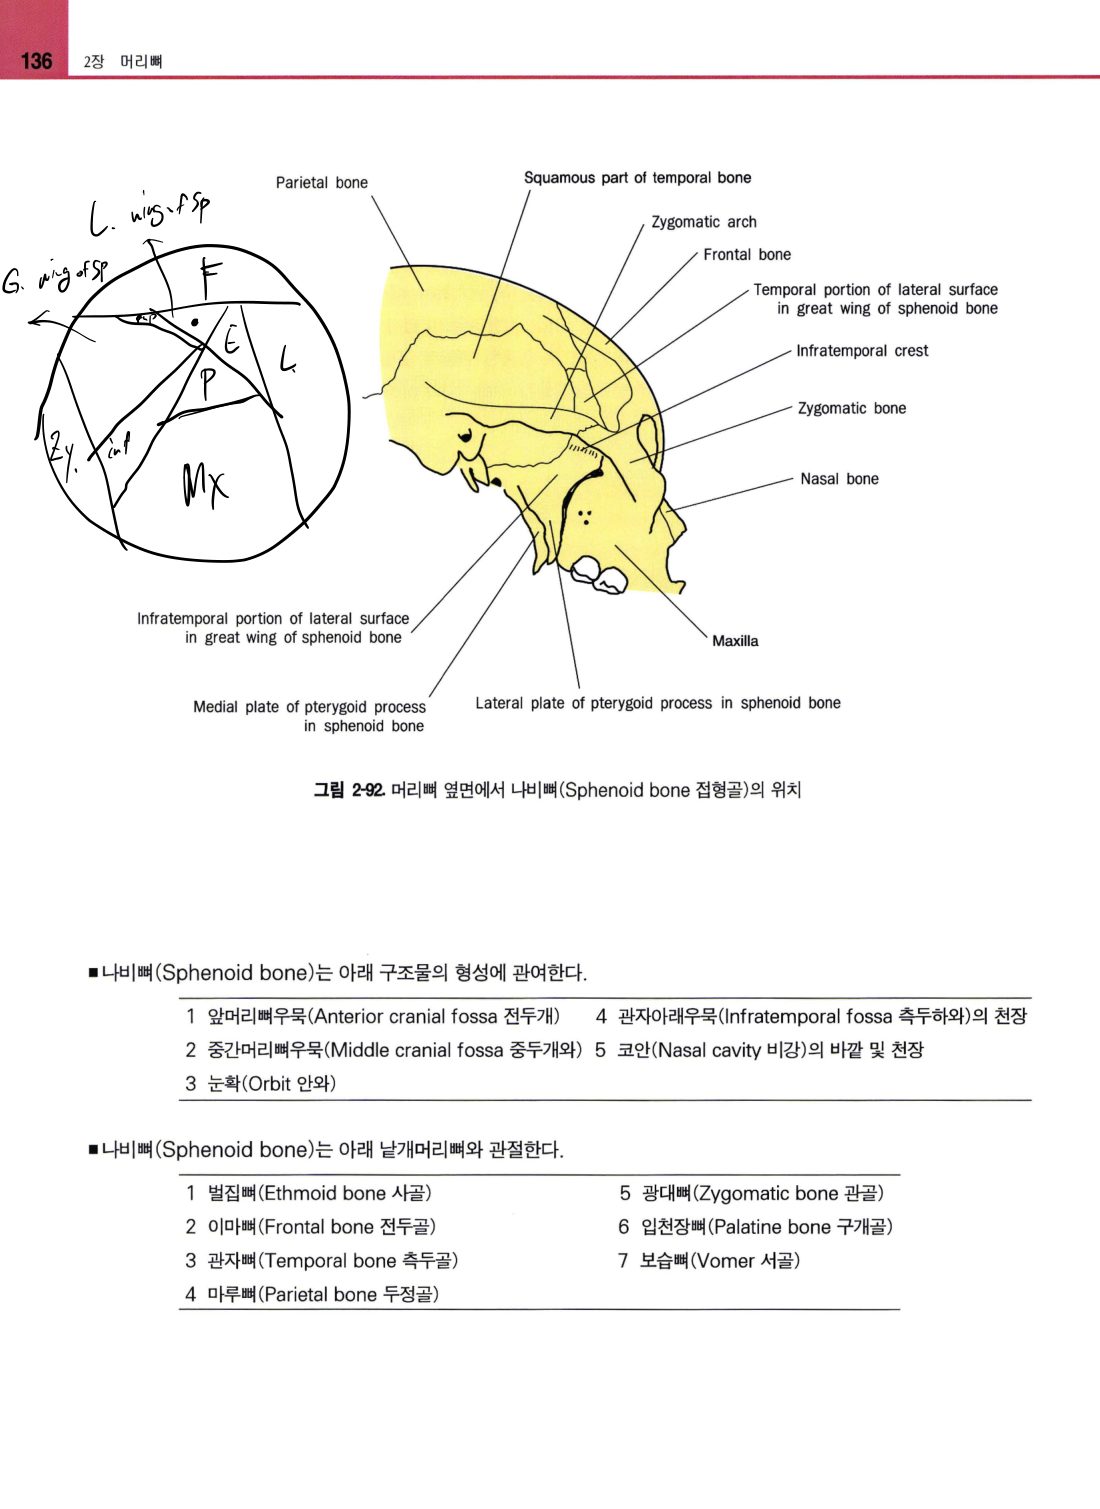 136 2장 머리뼈
Parietal bone
Squamous part of temporal bone
Zygomatic arch
Frontal bone
Temporal portion of lateral surface
in great wing of sphenoid bone
Infratemporal crest
Zygomatic bone
Nasal bone
L. wing of Sp
G. wing of Sp
F
E
L
P
Zy.
inf
Mx
Infratemporal portion of lateral surface
in great wing of sphenoid bone
Maxilla
Medial plate of pterygoid process
in sphenoid bone
Lateral plate of pterygoid process in sphenoid bone
그림 2-92. 머리뼈 옆면에서 나비뼈(Sphenoid bone 접형골)의 위치
■ 나비뼈(Sphenoid bone)는 아래 구조물의 형성에 관여한다.
1 앞머리뼈우묵(Anterior cranial fossa 전두개) 4 관자아래우묵(Infratemporal fossa 측두하와)의 천장
2 중간머리뼈우묵(Middle cranial fossa 중두개와) 5 코안(Nasal cavity 비강)의 바깥 및 천장
3 눈확(Orbit 안와)
■ 나비뼈(Sphenoid bone)는 아래 낱개머리뼈와 관절한다.
1 벌집뼈(Ethmoid bone 사골) 5 광대뼈(Zygomatic bone 관골)
2 이마뼈(Frontal bone 전두골) 6 입천장뼈(Palatine bone 구개골)
3 관자뼈(Temporal bone 측두골) 7 보습뼈(Vomer 서골)
4 마루뼈(Parietal bone 두정골)